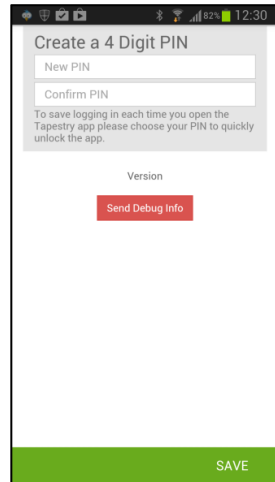 82% 12:30
Create a 4 Digit PIN
New PIN
Confirm PIN
To save logging in each time you open the
Tapestry app please choose your PIN to quickly
unlock the app.
Version
Send Debug Info
SAVE